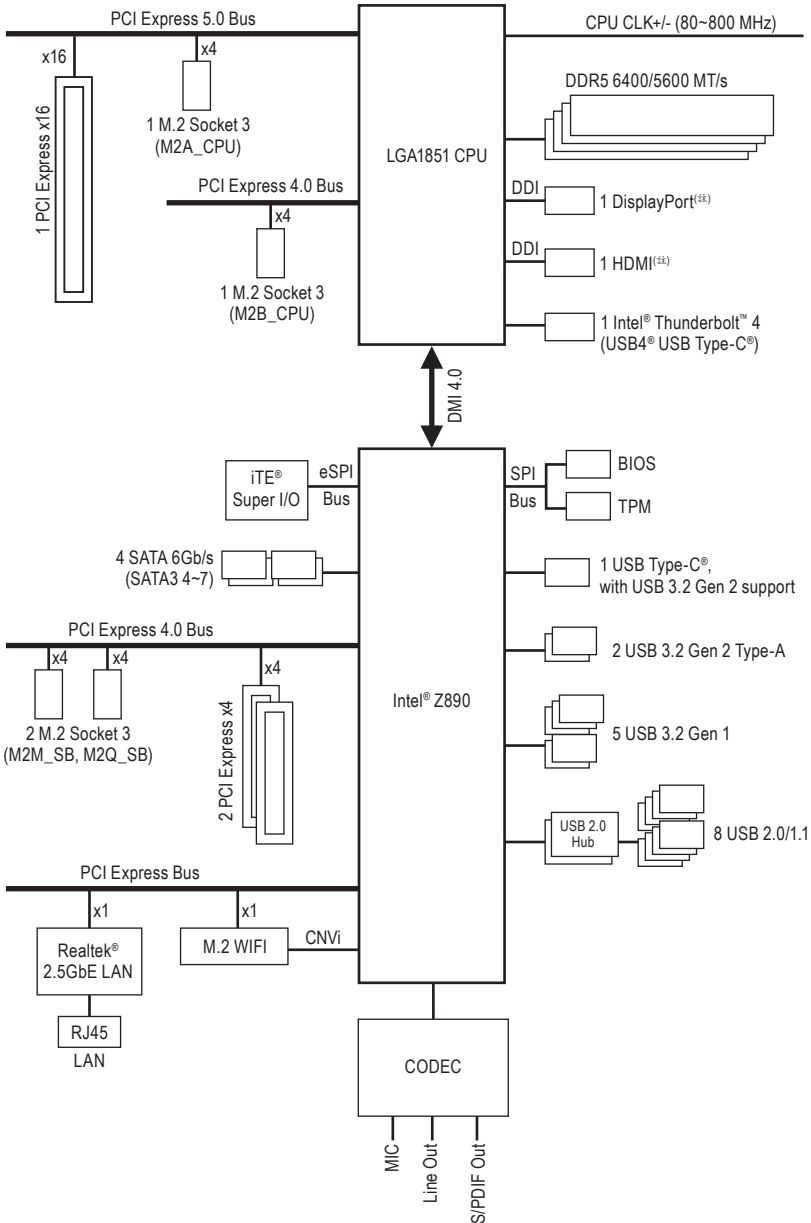 PCI Express 5.0 Bus
CPU CLK+/- (80~800 MHz)
x16
x4
DDR5 6400/5600 MT/s
1 PCI Express x16
1 M.2 Socket 3
(M2A_CPU)
LGA1851 CPU
PCI Express 4.0 Bus
x4
1 M.2 Socket 3
(M2B_CPU)
DDI
1 DisplayPort(註)
DDI
1 HDMI(註)
1 Intel® Thunderbolt™ 4
(USB4® USB Type-C®)
DMI 4.0
iTE®
Super I/O
eSPI
Bus
SPI
Bus
BIOS
TPM
4 SATA 6Gb/s
(SATA3 4~7)
1 USB Type-C®,
with USB 3.2 Gen 2 support
PCI Express 4.0 Bus
x4
x4
x4
2 USB 3.2 Gen 2 Type-A
2 M.2 Socket 3
(M2M_SB, M2Q_SB)
2 PCI Express x4
Intel® Z890
5 USB 3.2 Gen 1
USB 2.0
Hub
8 USB 2.0/1.1
PCI Express Bus
x1
x1
Realtek®
2.5GbE LAN
M.2 WIFI
CNVi
RJ45
LAN
CODEC
MIC
Line Out
S/PDIF Out